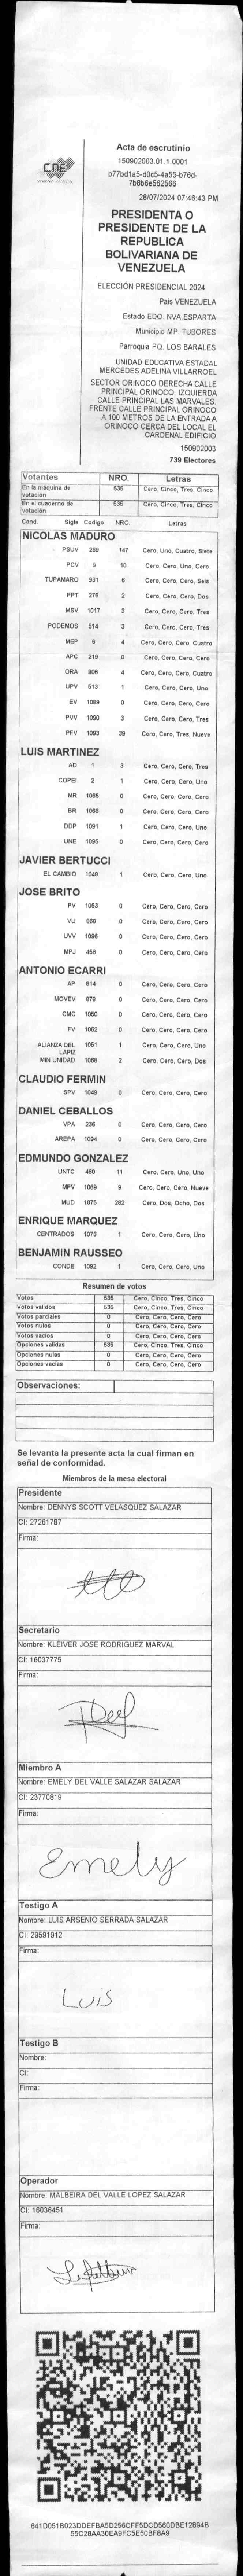 CNE
Acta de escrutinio
150902003.01.1.0001
b77bd1a5-d0c5-4a55-b76d-
7b8b6e562566
28/07/2024 07:46:43 PM
PRESIDENTA O
PRESIDENTE DE LA
REPUBLICA
BOLIVARIANA DE
VENEZUELA
ELECCIÓN PRESIDENCIAL 2024
Pais VENEZUELA
Estado EDO. NVA.ESPARTA
Municipio MP. TUBORES
Parroquia PQ. LOS BARALES
UNIDAD EDUCATIVA ESTADAL
MERCEDES ADELINA VILLARROEL
SECTOR ORINOCO DERECHA CALLE
PRINCIPAL ORINOCO. IZQUIERDA
CALLE PRINCIPAL LAS MARVALES.
FRENTE CALLE PRINCIPAL ORINOCO
A 100 METROS DE LA ENTRADA A
ORINOCO CERCA DEL LOCAL EL
CARDENAL EDIFICIO
150902003
739 Electores
Votantes NRO. Letras
En la máquina de votación 535 Cero, Cinco, Tres, Cinco
En el cuaderno de votación 535 Cero, Cinco, Tres, Cinco
Cand. Sigla Código NRO. Letras
NICOLAS MADURO
PSUV 269 147 Cero, Uno, Cuatro, Siete
PCV 9 10 Cero, Cero, Uno, Cero
TUPAMARO 931 6 Cero, Cero, Cero, Seis
PPT 276 2 Cero, Cero, Cero, Dos
MSV 1017 3 Cero, Cero, Cero, Tres
PODEMOS 514 3 Cero, Cero, Cero, Tres
MEP 6 4 Cero, Cero, Cero, Cuatro
APC 219 0 Cero, Cero, Cero, Cero
ORA 906 4 Cero, Cero, Cero, Cuatro
UPV 613 1 Cero, Cero, Cero, Uno
EV 1089 0 Cero, Cero, Cero, Cero
PVV 1090 3 Cero, Cero, Cero, Tres
PFV 1093 39 Cero, Cero, Tres, Nueve
LUIS MARTINEZ
AD 1 3 Cero, Cero, Cero, Tres
COPEI 2 1 Cero, Cero, Cero, Uno
MR 1065 0 Cero, Cero, Cero, Cero
BR 1066 0 Cero, Cero, Cero, Cero
DDP 1091 1 Cero, Cero, Cero, Uno
UNE 1095 0 Cero, Cero, Cero, Cero
JAVIER BERTUCCI
EL CAMBIO 1046 1 Cero, Cero, Cero, Uno
JOSE BRITO
PV 1053 0 Cero, Cero, Cero, Cero
VU 868 0 Cero, Cero, Cero, Cero
UVV 1096 0 Cero, Cero, Cero, Cero
MPJ 458 0 Cero, Cero, Cero, Cero
ANTONIO ECARRI
AP 814 0 Cero, Cero, Cero, Cero
MOVEV 878 0 Cero, Cero, Cero, Cero
CMC 1050 0 Cero, Cero, Cero, Cero
FV 1062 0 Cero, Cero, Cero, Cero
ALIANZA DEL LAPIZ 1051 1 Cero, Cero, Cero, Uno
MIN UNIDAD 1088 2 Cero, Cero, Cero, Dos
CLAUDIO FERMIN
SPV 1049 0 Cero, Cero, Cero, Cero
DANIEL CEBALLOS
VPA 236 0 Cero, Cero, Cero, Cero
AREPA 1094 0 Cero, Cero, Cero, Cero
EDMUNDO GONZALEZ
UNTC 460 11 Cero, Cero, Uno, Uno
MPV 1069 9 Cero, Cero, Cero, Nueve
MUD 1076 282 Cero, Dos, Ocho, Dos
ENRIQUE MARQUEZ
CENTRADOS 1073 1 Cero, Cero, Cero, Uno
BENJAMIN RAUSSEO
CONDE 1092 1 Cero, Cero, Cero, Uno
Resumen de votos
Votos 535 Cero, Cinco, Tres, Cinco
Votos validos 535 Cero, Cinco, Tres, Cinco
Votos parciales 0 Cero, Cero, Cero, Cero
Votos nulos 0 Cero, Cero, Cero, Cero
Votos vacios 0 Cero, Cero, Cero, Cero
Opciones validas 535 Cero, Cinco, Tres, Cinco
Opciones nulas 0 Cero, Cero, Cero, Cero
Opciones vacias 0 Cero, Cero, Cero, Cero
Observaciones:
Se levanta la presente acta la cual firman en
señal de conformidad.
Miembros de la mesa electoral
Presidente
Nombre: DENNYS SCOTT VELASQUEZ SALAZAR
CI: 27261787
Firma:
Secretario
Nombre: KLEIVER JOSE RODRIGUEZ MARVAL
CI: 16037775
Firma:
Miembro A
Nombre: EMELY DEL VALLE SALAZAR SALAZAR
CI: 23770819
Firma:
Emely
Testigo A
Nombre: LUIS ARSENIO SERRADA SALAZAR
CI: 29591912
Firma:
Luis
Testigo B
Nombre:
CI:
Firma:
Operador
Nombre: MALBEIRA DEL VALLE LOPEZ SALAZAR
CI: 16036451
Firma:
641D051B023DDEFBA5D256CFF5DCD560DBE12894B
55C28AA30EA9FC5E50BF8A9